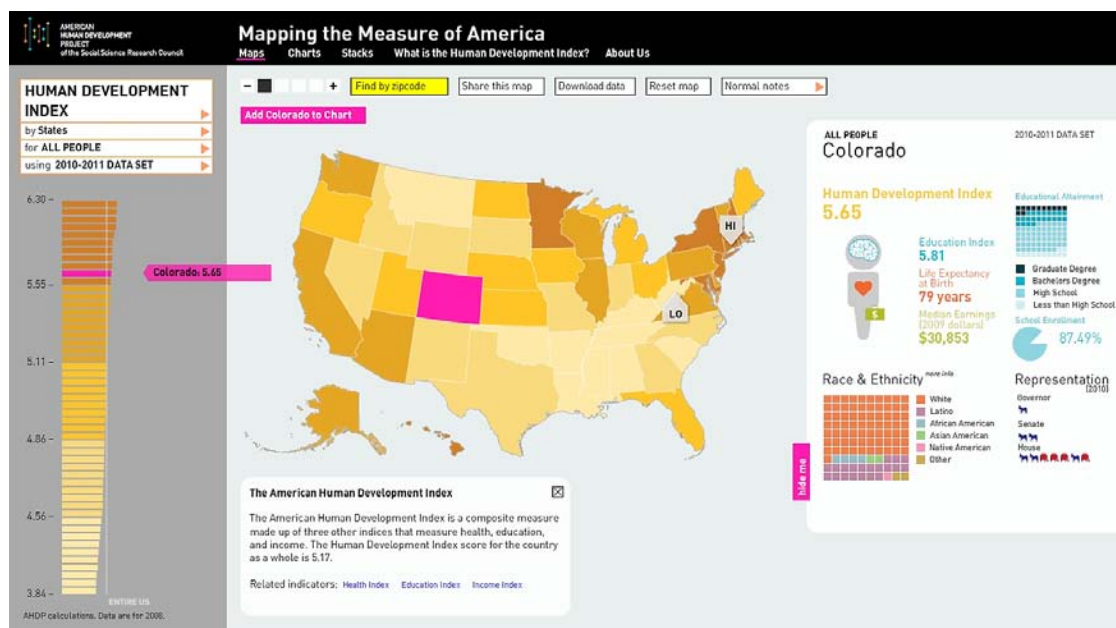 AMERICAN
HUMAN DEVELOPMENT
PROJECT
of the Social Science Research Council
Mapping the Measure of America
Maps Charts Stacks What is the Human Development Index? About Us
HUMAN DEVELOPMENT
INDEX
by States
for ALL PEOPLE
using 2010-2011 DATA SET
- + Find by zipcode Share this map Download data Reset map Normal notes
Add Colorado to Chart
6.30
Colorado: 5.65
5.55
5.11
4.86
4.56
3.84
ENTIRE US
AHDP calculations. Data are for 2008.
HI
LO
The American Human Development Index
The American Human Development Index is a composite measure
made up of three other indices that measure health, education,
and income. The Human Development Index score for the country
as a whole is 5.17.
Related indicators: Health Index Education Index Income Index
hide me
ALL PEOPLE 2010-2011 DATA SET
Colorado
Human Development Index
5.65
Education Index
5.81
Life Expectancy
at Birth
79 years
Median Earnings
(2009 dollars)
$30,853
$
Educational Attainment
Graduate Degree
Bachelors Degree
High School
Less than High School
School Enrollment
87.49%
Race & Ethnicity more info
White
Latino
African American
Asian American
Native American
Other
Representation
(2010)
Governor
Senate
House